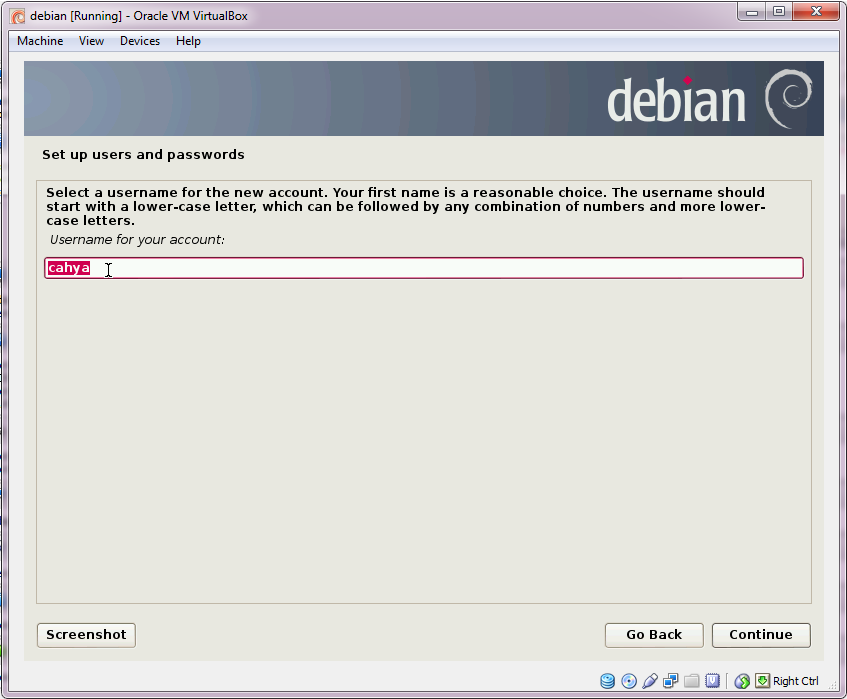 debian [Running] - Oracle VM VirtualBox
Machine View Devices Help
debian
Set up users and passwords
Select a username for the new account. Your first name is a reasonable choice. The username should
start with a lower-case letter, which can be followed by any combination of numbers and more lower-
case letters.
Username for your account:
cahya
Screenshot Go Back Continue
Right Ctrl